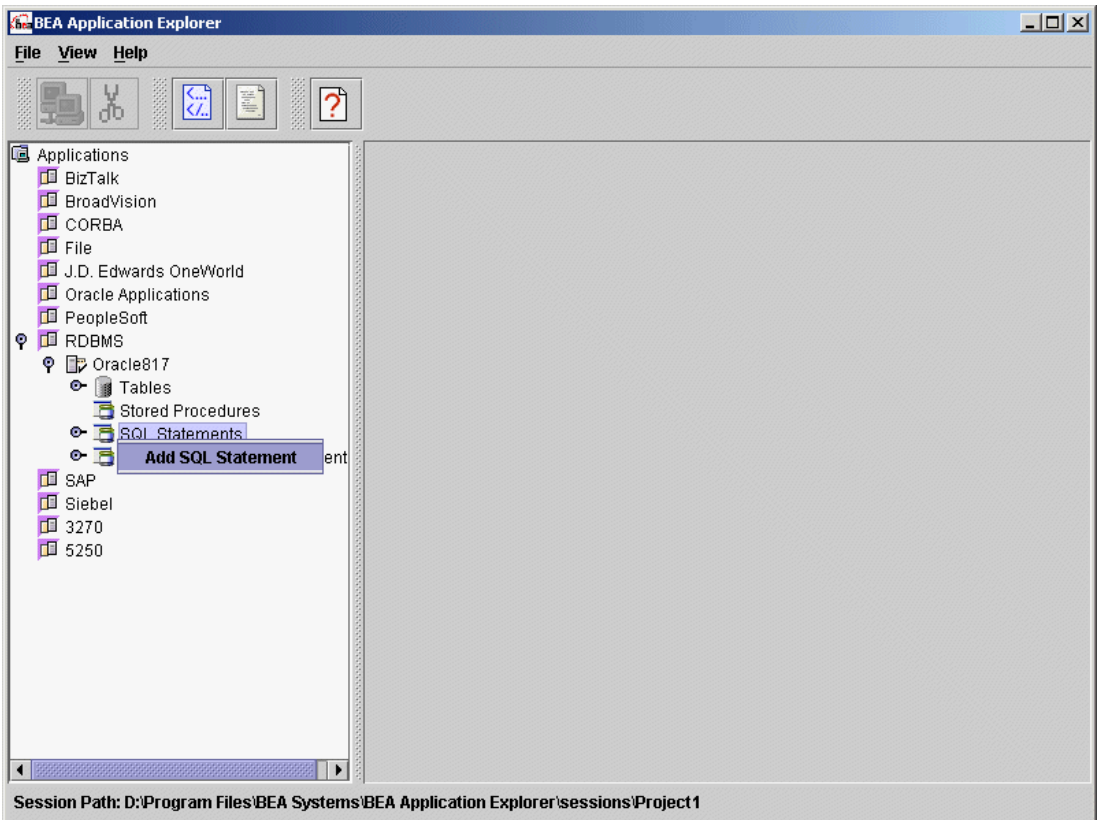 BEA Application Explorer
File View Help
Applications
BizTalk
BroadVision
CORBA
File
J.D. Edwards OneWorld
Oracle Applications
PeopleSoft
RDBMS
Oracle817
Tables
Stored Procedures
SQL Statements
Add SQL Statement ent
SAP
Siebel
3270
5250
Session Path: D:\Program Files\BEA Systems\BEA Application Explorer\sessions\Project1